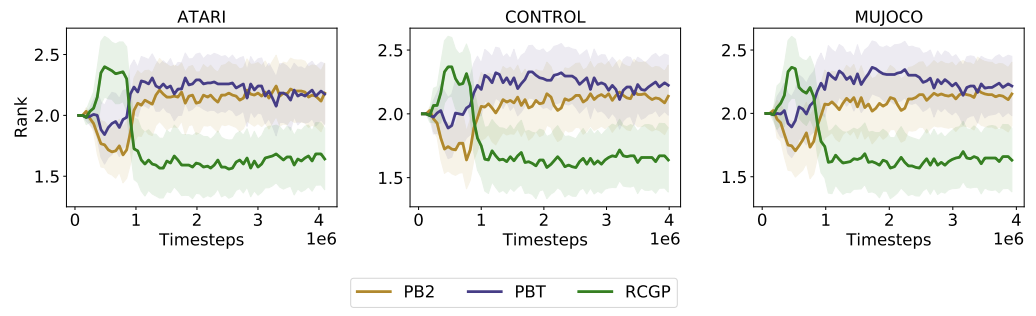 ATARI
CONTROL
MUJOCO
Rank
2.5
2.0
1.5
2.5
2.0
1.5
2.5
2.0
1.5
0 1 2 3 4
0 1 2 3 4
0 1 2 3 4
Timesteps 1e6
Timesteps 1e6
Timesteps 1e6
PB2 PBT RCGP